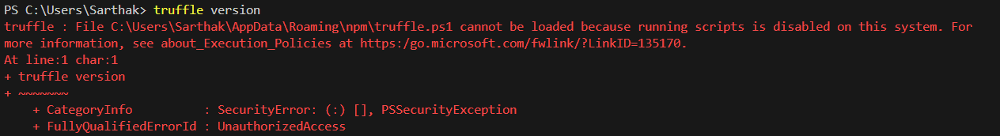 PS C:\Users\Sarthak> truffle version
truffle : File C:\Users\Sarthak\AppData\Roaming\npm\truffle.ps1 cannot be loaded because running scripts is disabled on this system. For
more information, see about_Execution_Policies at https:/go.microsoft.com/fwlink/?LinkID=135170.
At line:1 char:1
+ truffle version
+ ~~~~~~~
    + CategoryInfo          : SecurityError: (:) [], PSSecurityException
    + FullyQualifiedErrorId : UnauthorizedAccess